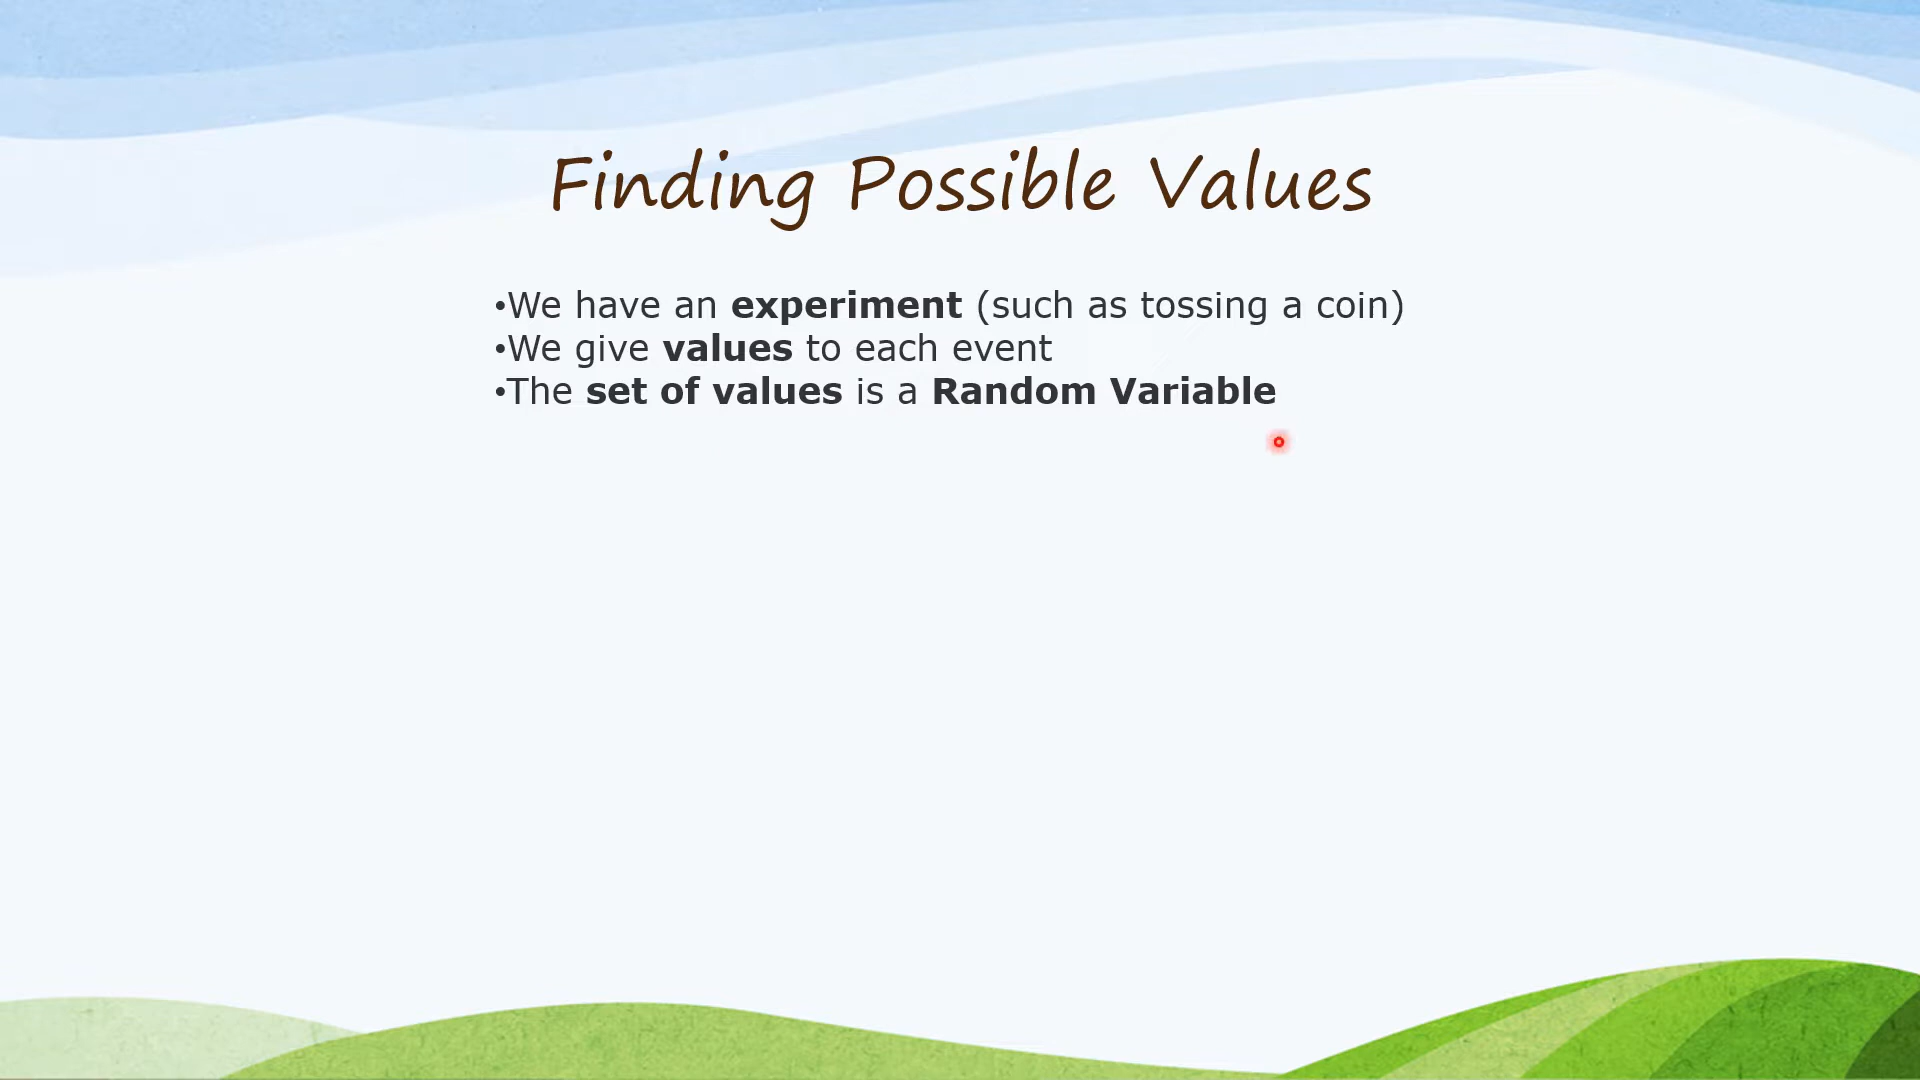 Finding Possible Values
•We have an experiment (such as tossing a coin)
•We give values to each event
•The set of values is a Random Variable